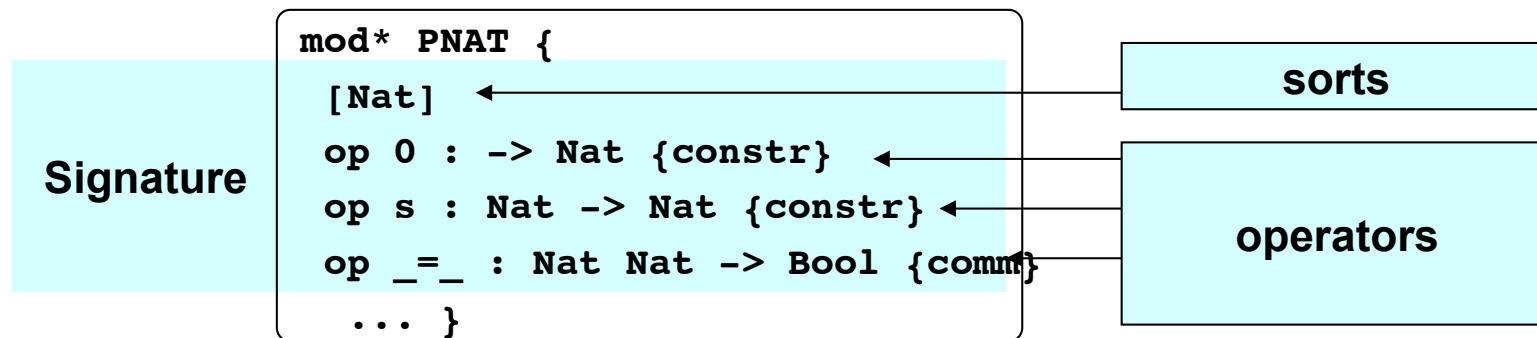 mod* PNAT {
[Nat]
sorts
op 0 : -> Nat {constr}
Signature
op s : Nat -> Nat {constr}
operators
op _=_ : Nat Nat -> Bool {comm}
... }